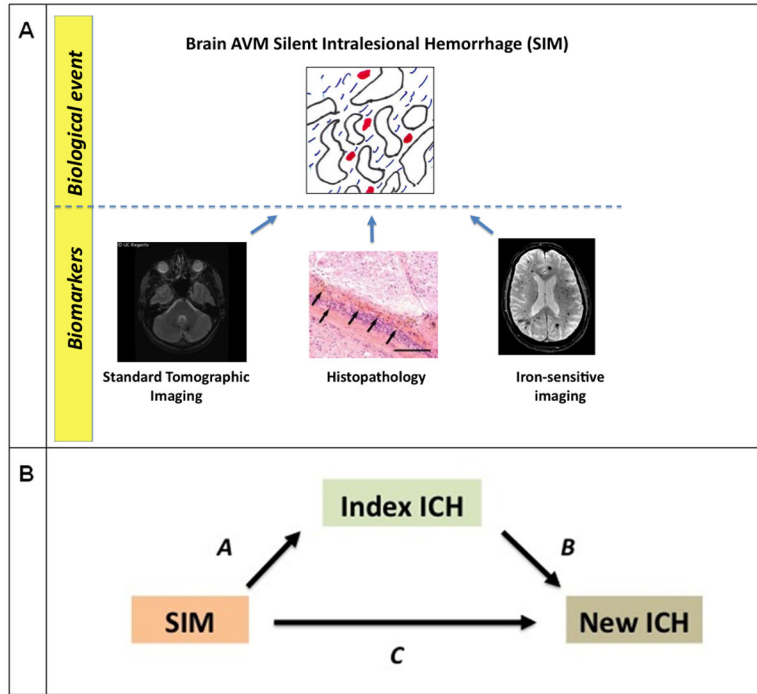 A
Brain AVM Silent Intralesional Hemorrhage (SIM)
Biological event
Biomarkers
© UC Regents
Standard Tomographic
Imaging
Histopathology
Iron-sensitive
imaging
B
Index ICH
A
B
SIM
New ICH
C